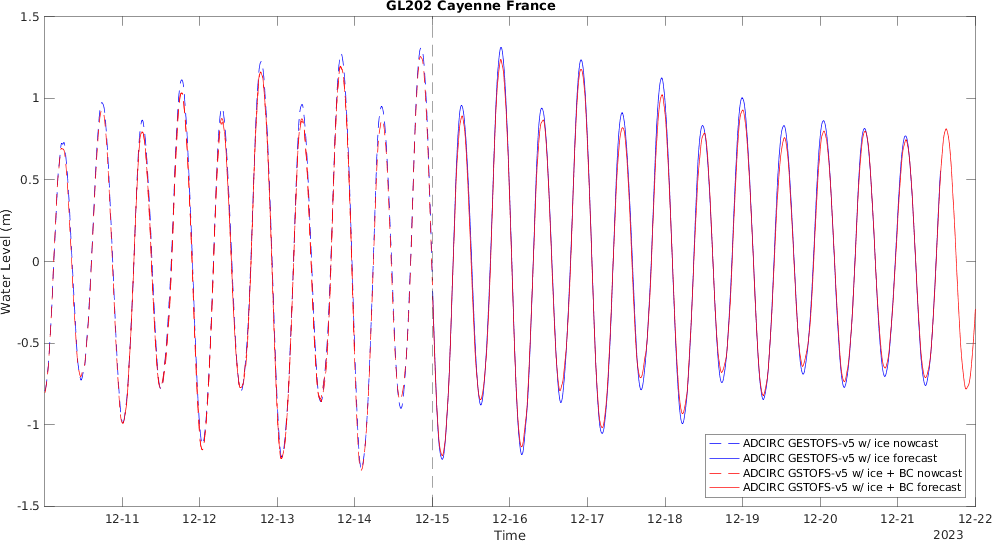 GL202 Cayenne France
1.5
1
0.5
0
-0.5
-1
-1.5
Water Level (m)
12-11 12-12 12-13 12-14 12-15 12-16 12-17 12-18 12-19 12-20 12-21 12-22
Time
2023
ADCIRC GESTOFS-v5 w/ ice nowcast
ADCIRC GESTOFS-v5 w/ ice forecast
ADCIRC GSTOFS-v5 w/ ice + BC nowcast
ADCIRC GSTOFS-v5 w/ ice + BC forecast